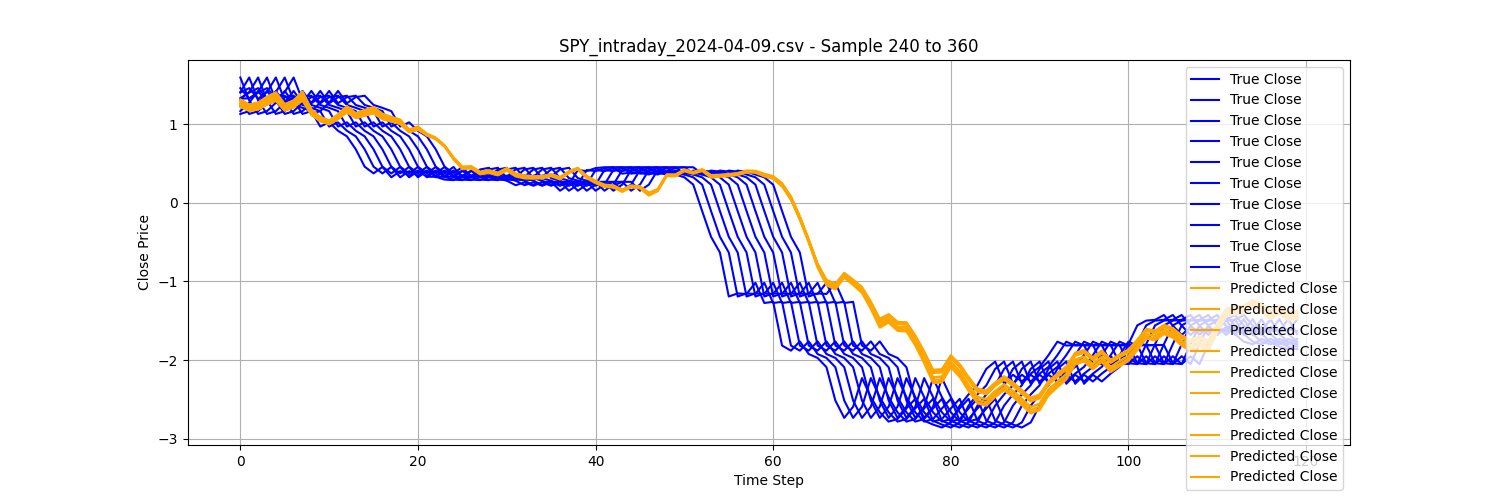 SPY_intraday_2024-04-09.csv - Sample 240 to 360
Close Price
1
0
−1
−2
−3
0
20
40
60
80
100
120
Time Step
True Close
True Close
True Close
True Close
True Close
True Close
True Close
True Close
True Close
True Close
Predicted Close
Predicted Close
Predicted Close
Predicted Close
Predicted Close
Predicted Close
Predicted Close
Predicted Close
Predicted Close
Predicted Close